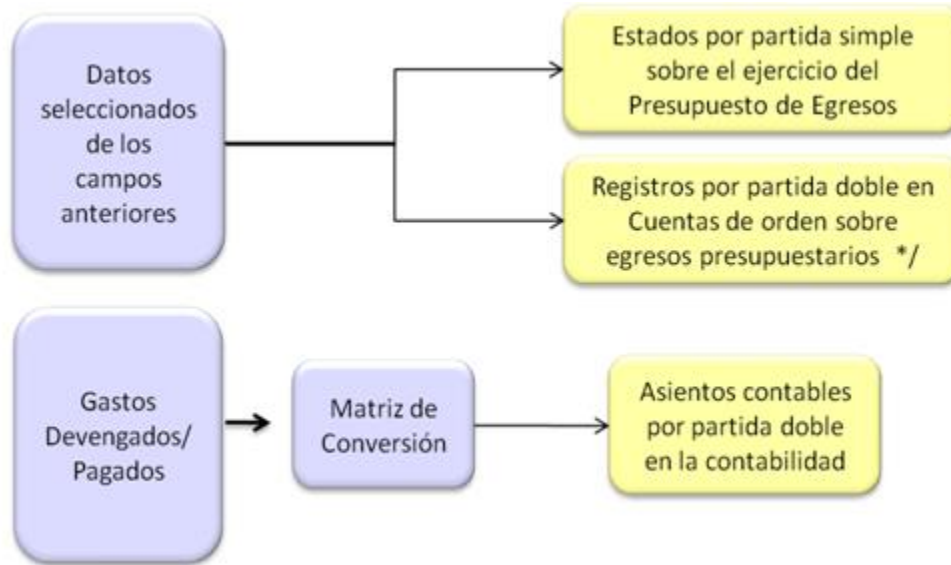 Datos
seleccionados
de los
campos
anteriores
Estados por partida simple
sobre el ejercicio del
Presupuesto de Egresos
Registros por partida doble en
Cuentas de orden sobre
egresos presupuestarios */
Gastos
Devengados/
Pagados
Matriz de
Conversión
Asientos contables
por partida doble
en la contabilidad